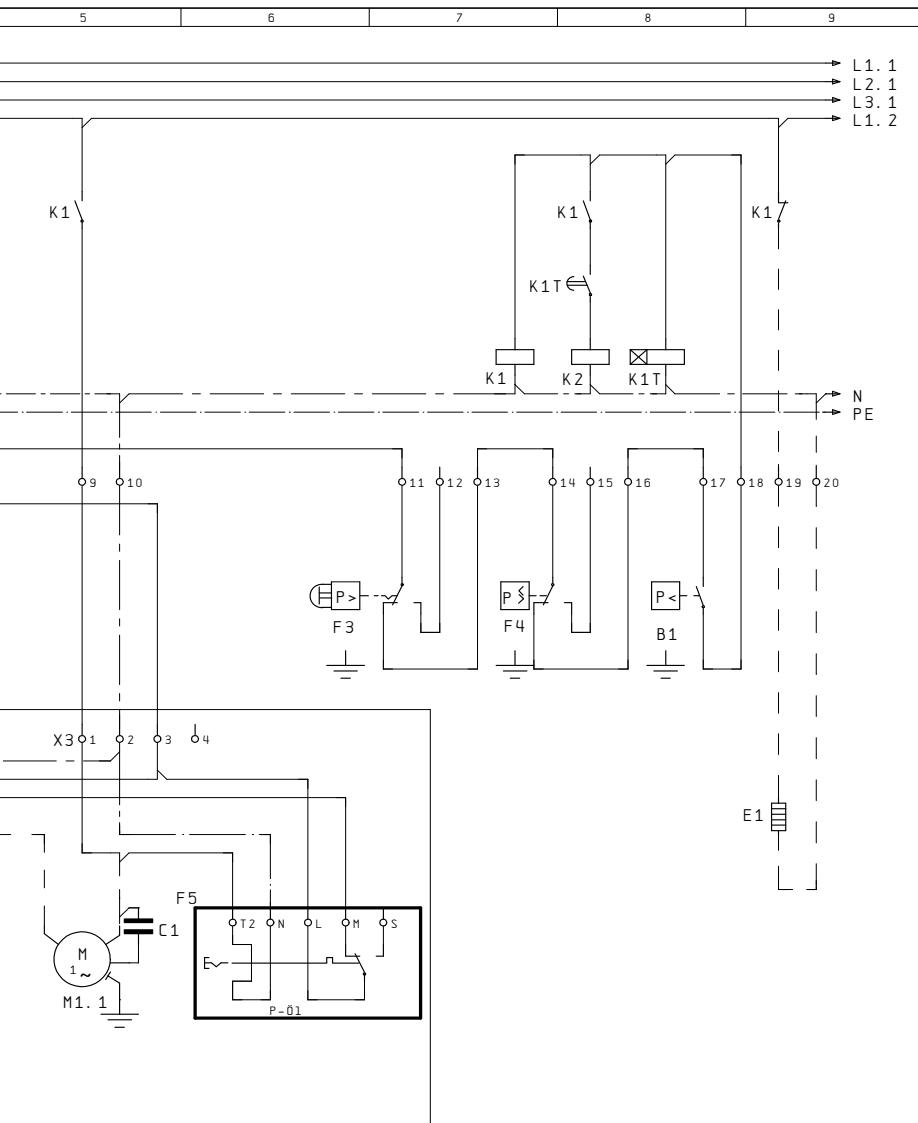 5 6 7 8 9
L1.1
L2.1
L3.1
L1.2
K1 K1 K1
K1T
K1 K2 K1T
N
PE
9 10 11 12 13 14 15 16 17 18 19 20
P> P P<
F3 F4 B1
X3 1 2 3 4
E1
F5
T2 N L M S
C1
M
1~
M1.1
P-Öl